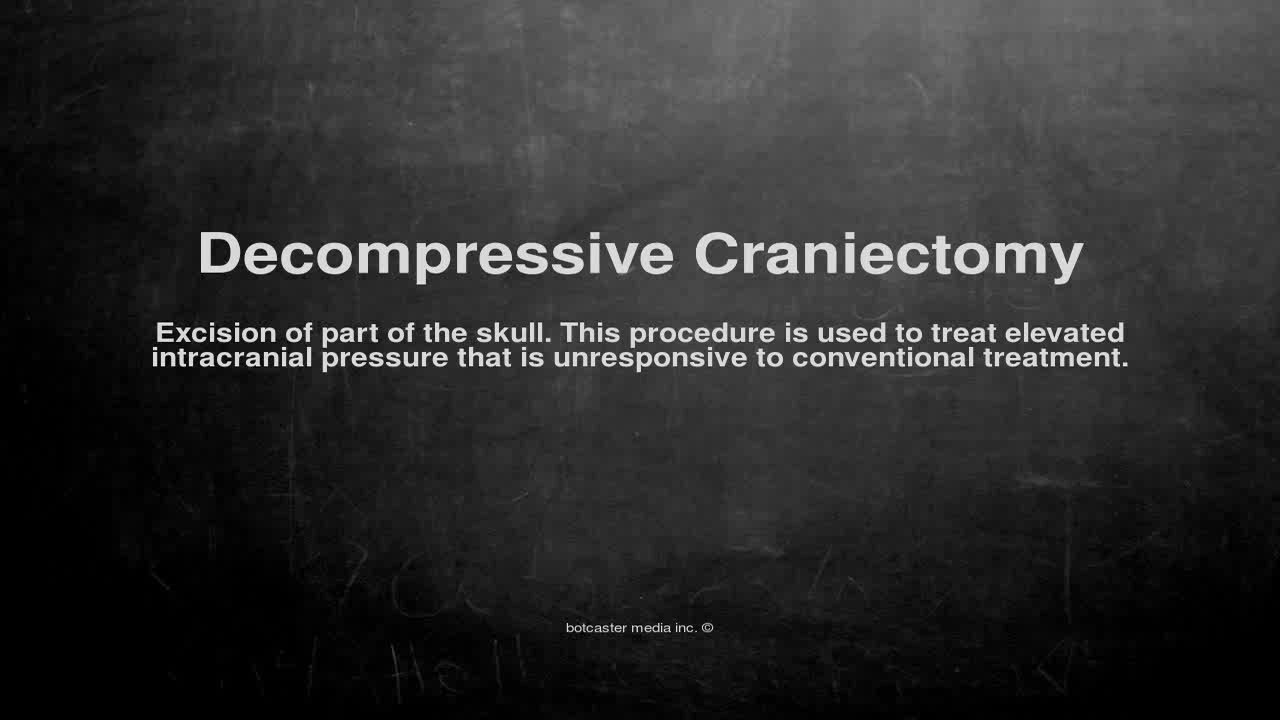 Decompressive Craniectomy
Excision of part of the skull. This procedure is used to treat elevated
intracranial pressure that is unresponsive to conventional treatment.
botcaster media inc. ©